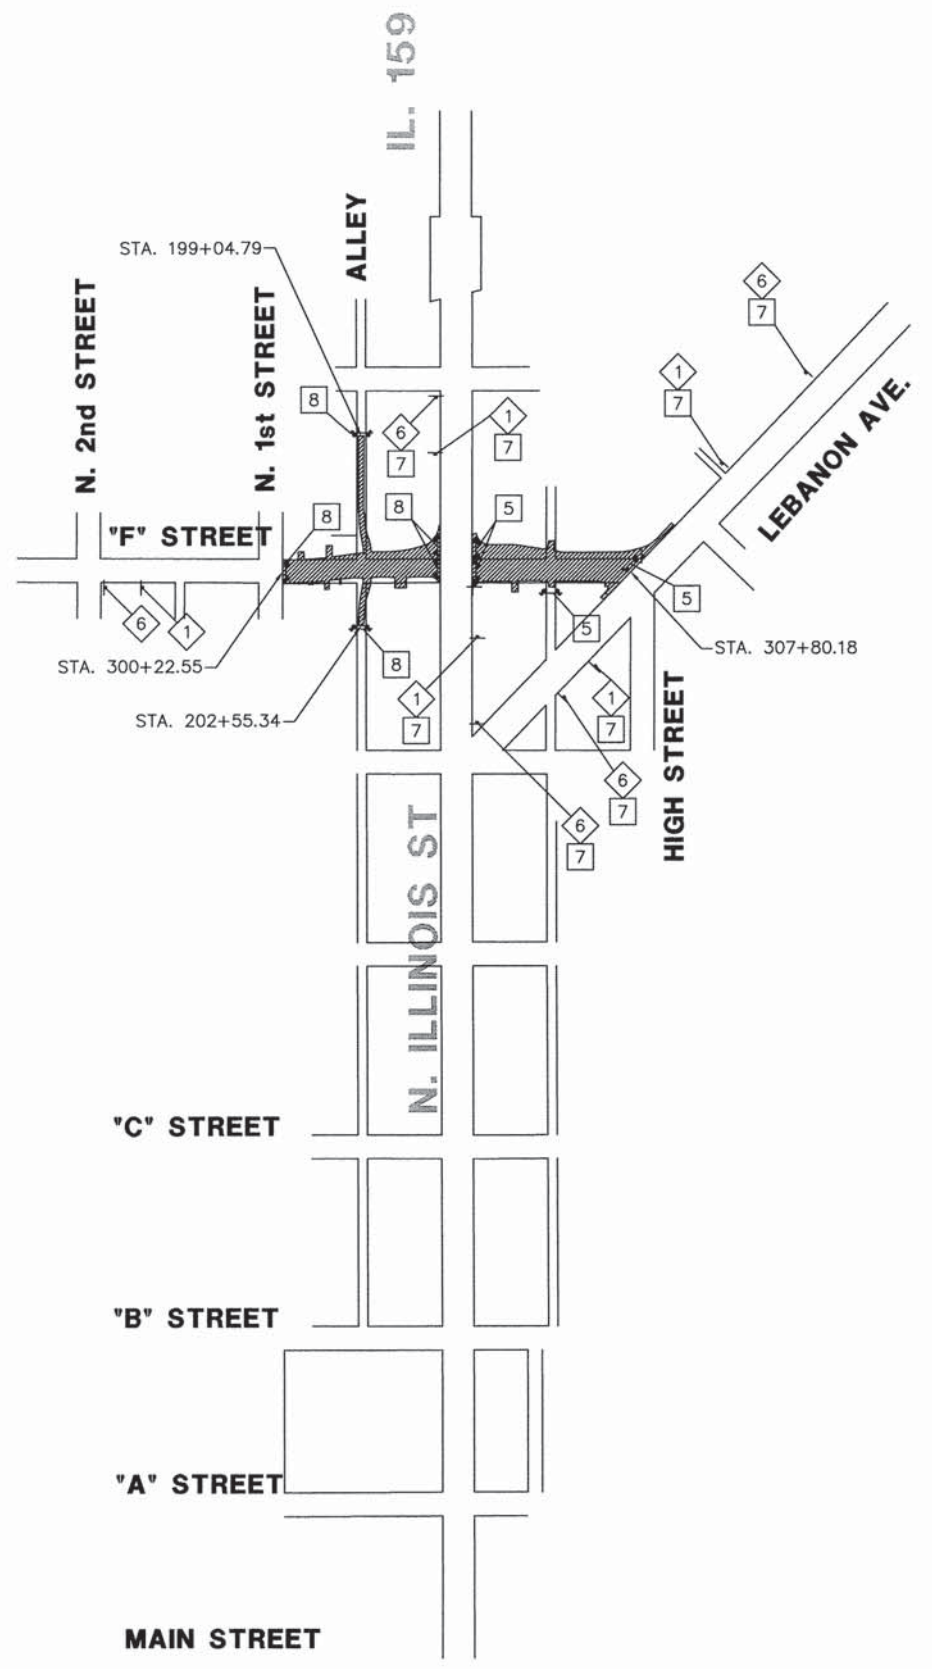 IL. 159
ALLEY
STA. 199+04.79
N. 2nd STREET
N. 1st STREET
6
7
1
7
LEBANON AVE.
8
6
7
1
7
8
5
8
"F" STREET
5
6
1
5
8
STA. 307+80.18
STA. 300+22.55
1
7
1
7
STA. 202+55.34
HIGH STREET
6
7
6
7
N. ILLINOIS ST
"C" STREET
"B" STREET
"A" STREET
MAIN STREET